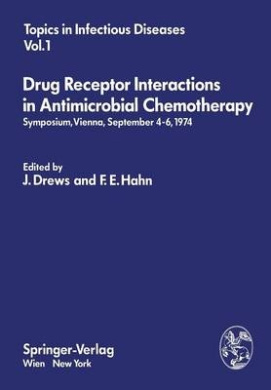 Topics in Infectious Diseases
Vol.1
Drug Receptor Interactions
in Antimicrobial Chemotherapy
Symposium, Vienna, September 4-6, 1974
Edited by
J. Drews and F. E. Hahn
Springer-Verlag
Wien New York